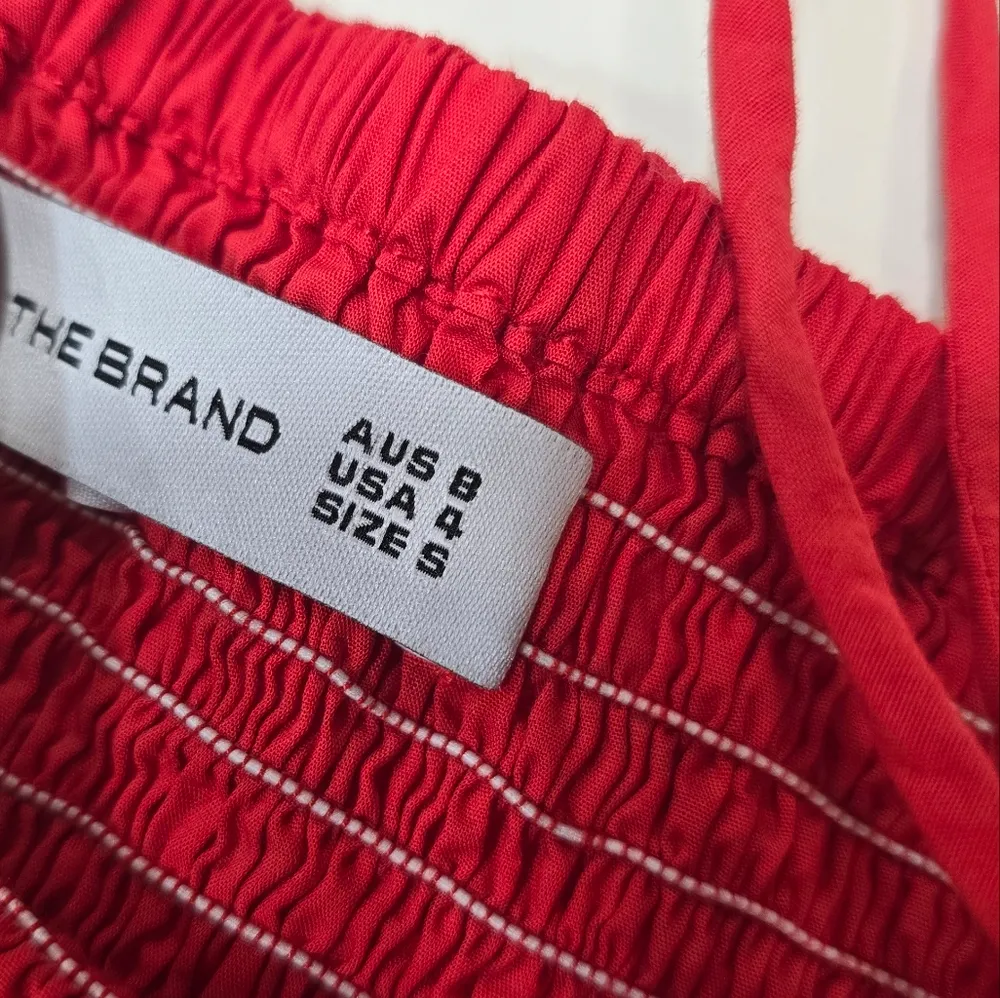 THE BRAND
AUS 8
USA 4
SIZE S